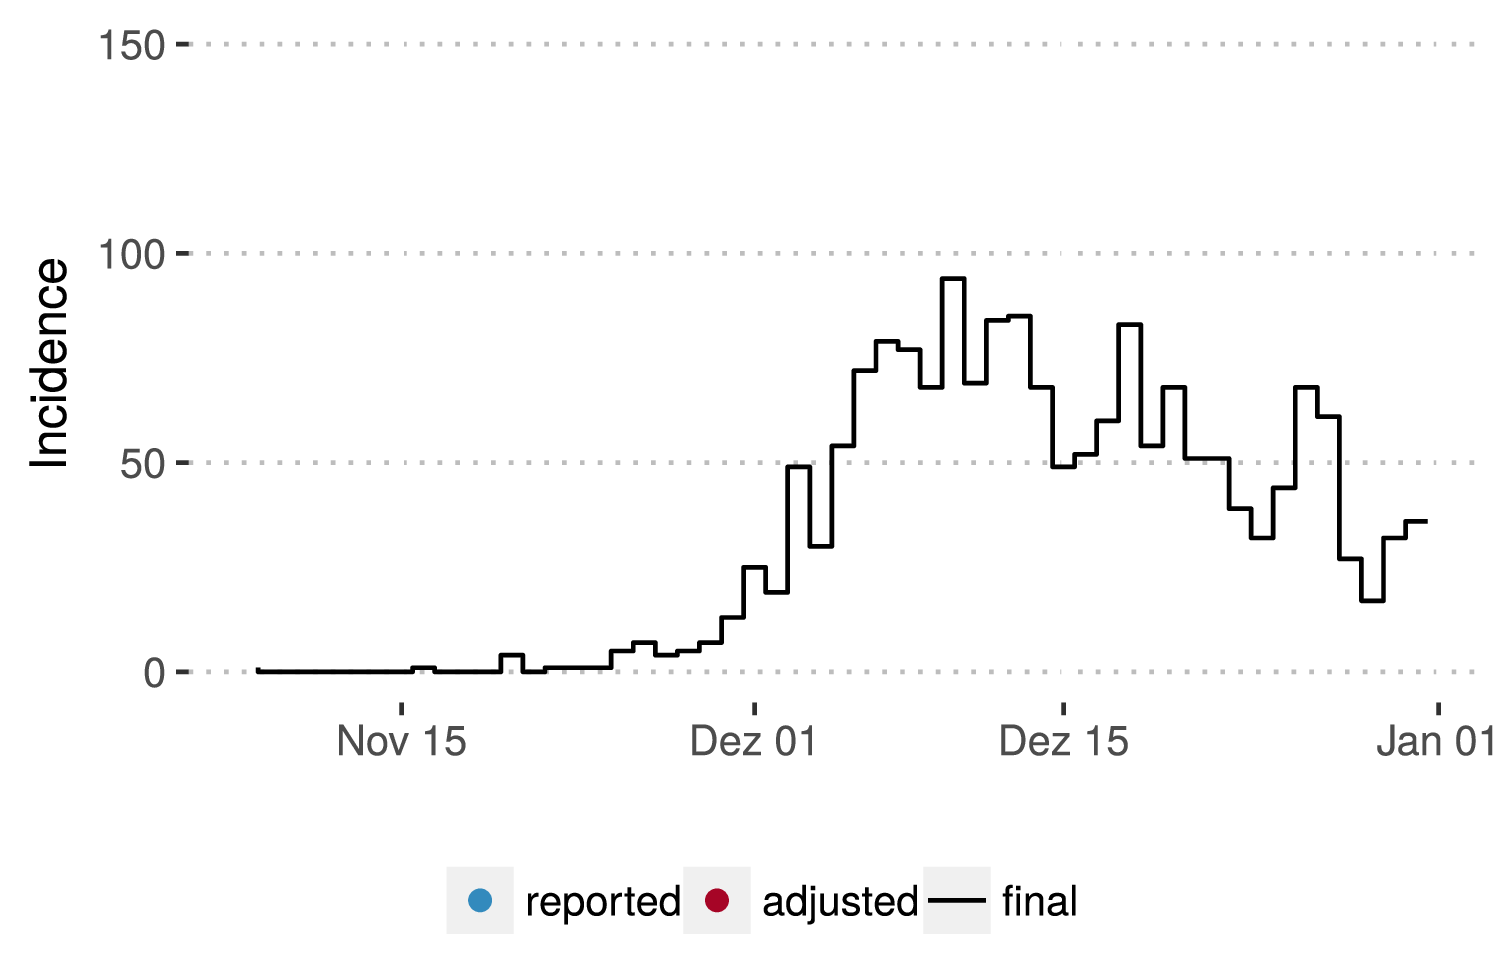 150
100
50
0
Incidence
Nov 15
Dez 01
Dez 15
Jan 01
reported
adjusted
final